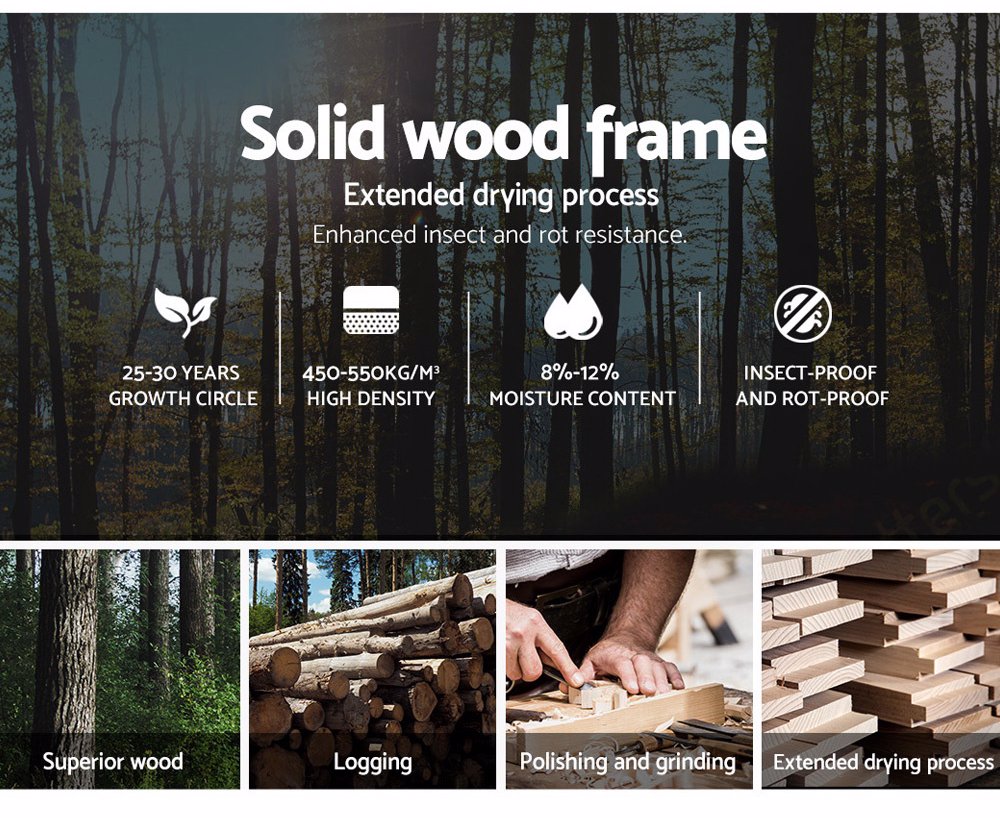 Solid wood frame
Extended drying process
Enhanced insect and rot resistance.
25-30 YEARS
GROWTH CIRCLE
450-550KG/M³
HIGH DENSITY
8%-12%
MOISTURE CONTENT
INSECT-PROOF
AND ROT-PROOF
Superior wood
Logging
Polishing and grinding
Extended drying process